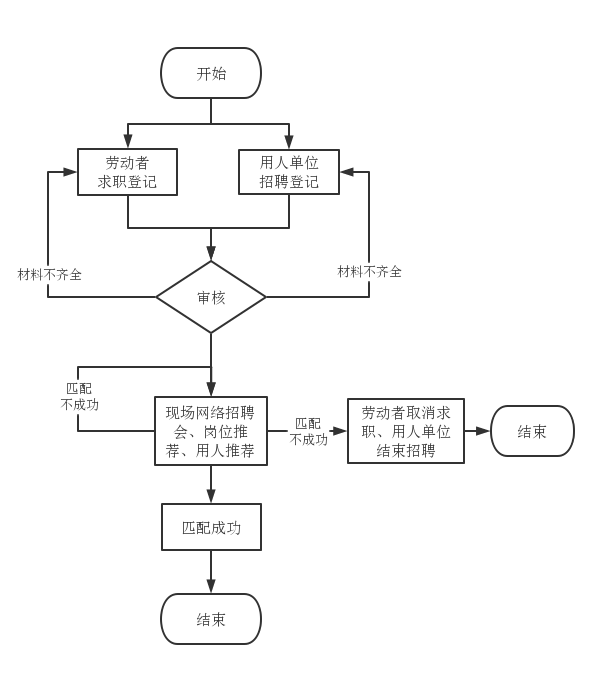 开始
劳动者
求职登记
用人单位
招聘登记
材料不齐全
材料不齐全
审核
匹配
不成功
现场网络招聘
会、岗位推
荐、用人推荐
匹配
不成功
劳动者取消求
职、用人单位
结束招聘
结束
匹配成功
结束